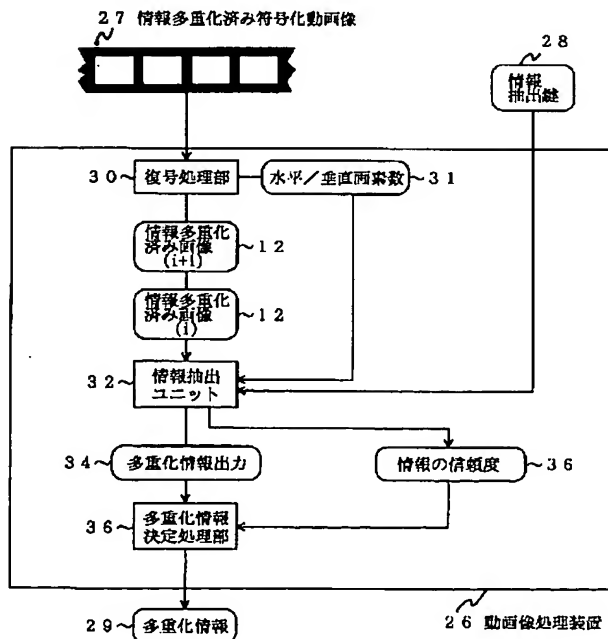 27 情報多重化済み符号化動画像
28
情報
抽出鍵
30 復号処理部
水平/垂直画素数 31
情報多重化
済み画像
(i+1)
12
情報多重化
済み画像
(i)
12
32 情報抽出
ユニット
34 多重化情報出力
情報の信頼度 36
36 多重化情報
決定処理部
29 多重化情報
26 動画像処理装置